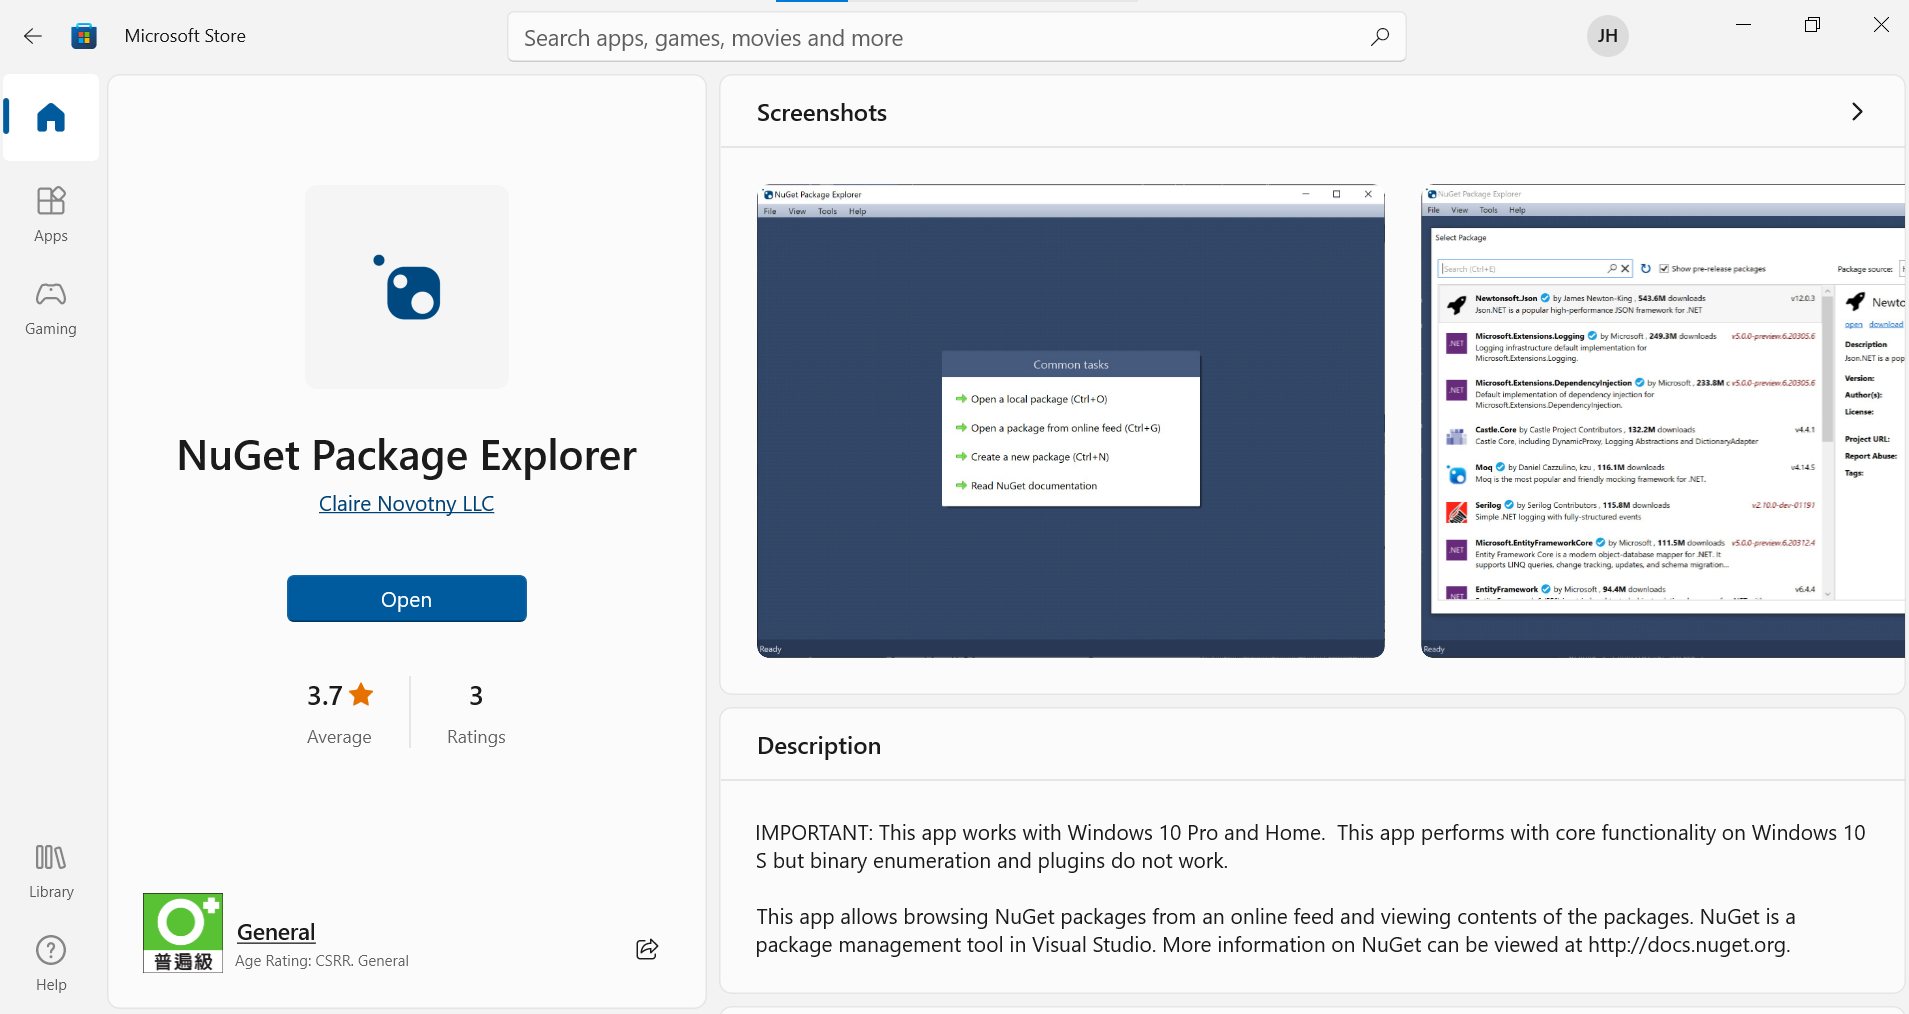 Microsoft Store
Search apps, games, movies and more
JH
Apps
Gaming
Library
Help
NuGet Package Explorer
Claire Novotny LLC
Open
3.7
Average
3
Ratings
普遍級
General
Age Rating: CSRR. General
Screenshots
NuGet Package Explorer
File View Tools Help
Common tasks
Open a local package (Ctrl+O)
Open a package from online feed (Ctrl+G)
Create a new package (Ctrl+N)
Read NuGet documentation
Ready
NuGet Package Explorer
File View Tools Help
Select Package
Search (Ctrl+E)
Show pre-release packages
Package source:
Newtonsoft.Json by James Newton-King , 543.6M downloads v12.0.3
Json.NET is a popular high-performance JSON framework for .NET
.NET
Microsoft.Extensions.Logging by Microsoft , 249.3M downloads v5.0.0-preview.6.20305.6
Logging infrastructure default implementation for
Microsoft.Extensions.Logging.
.NET
Microsoft.Extensions.DependencyInjection by Microsoft , 233.8M c v5.0.0-preview.6.20305.6
Default implementation of dependency injection for
Microsoft.Extensions.DependencyInjection.
Castle.Core by Castle Project Contributors , 132.2M downloads v4.4.1
Castle Core, including DynamicProxy, Logging Abstractions and DictionaryAdapter
Moq by Daniel Cazzulino, kzu , 116.1M downloads v4.14.5
Moq is the most popular and friendly mocking framework for .NET.
Serilog by Serilog Contributors , 115.8M downloads v2.10.0-dev-01191
Simple .NET logging with fully-structured events
.NET
Microsoft.EntityFrameworkCore by Microsoft , 111.5M downloads v5.0.0-preview.6.20312.4
Entity Framework Core is a modern object-database mapper for .NET. It
supports LINQ queries, change tracking, updates, and schema migration...
.NET
EntityFramework by Microsoft , 94.4M downloads v6.4.4
Newto
open download
Description
Json.NET is a pop
Version:
Author(s):
License:
Project URL:
Report Abuse:
Tags:
Ready
Description
IMPORTANT: This app works with Windows 10 Pro and Home. This app performs with core functionality on Windows 10
S but binary enumeration and plugins do not work.
This app allows browsing NuGet packages from an online feed and viewing contents of the packages. NuGet is a
package management tool in Visual Studio. More information on NuGet can be viewed at http://docs.nuget.org.